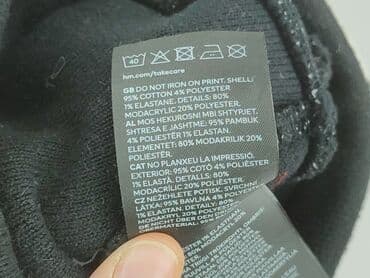 40
hm.com/takecare
GB DO NOT IRON ON PRINT. SHELL:
95% COTTON 4% POLYESTER
1% ELASTANE. DETAILS: 80%
MODACRYLIC 20% POLYESTER.
AL MOS HEKUROSNI MBI SHTYPJET.
SHTRESA E JASHTME: 95% PAMBUK
4% POLIESTËR 1% ELASTAN.
ELEMENTET: 80% MODAKRILIK 20%
POLIESTËR.
CAT NO PLANXEU LA IMPRESSIÓ.
EXTERIOR: 95% COTÓ 4% POLIÈSTER
1% ELASTÀ. DETALLS: 80%
MODACRÍLIC 20% POLIÈSTER.
CZ NEŽEHLETE POTISK. SVRCHNÍ
LÁTKA: 95% BAVLNA 4% POLYESTER
1% ELASTAN. DETAILY: 80%
MODAKRYL 20%